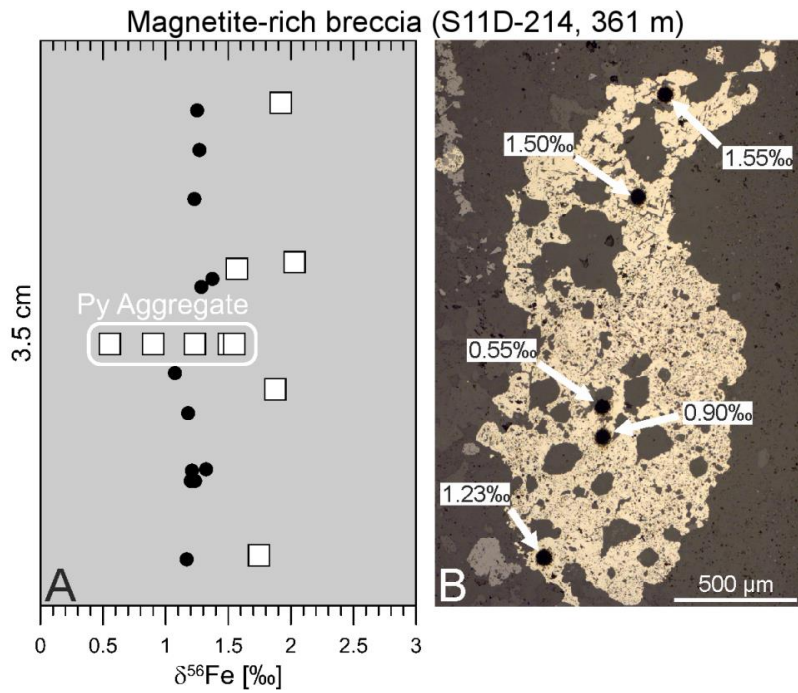 Magnetite-rich breccia (S11D-214, 361 m)
3.5 cm
Py Aggregate
A
0 0.5 1 1.5 2 2.5 3
δ⁵⁶Fe [‰]
1.50‰
1.55‰
0.55‰
0.90‰
1.23‰
B
500 µm